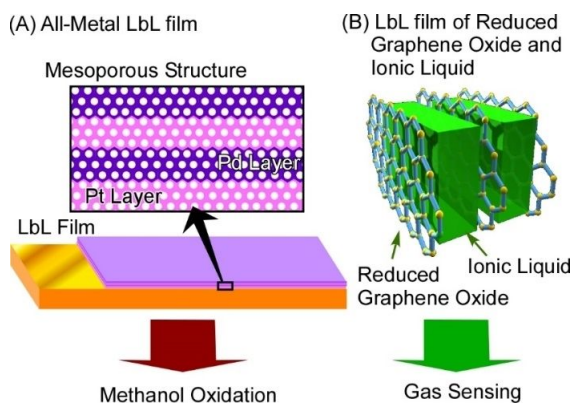 (A) All-Metal LbL film
Mesoporous Structure
Pd Layer
Pt Layer
LbL Film
Methanol Oxidation
(B) LbL film of Reduced
Graphene Oxide and
Ionic Liquid
Ionic Liquid
Reduced
Graphene Oxide
Gas Sensing